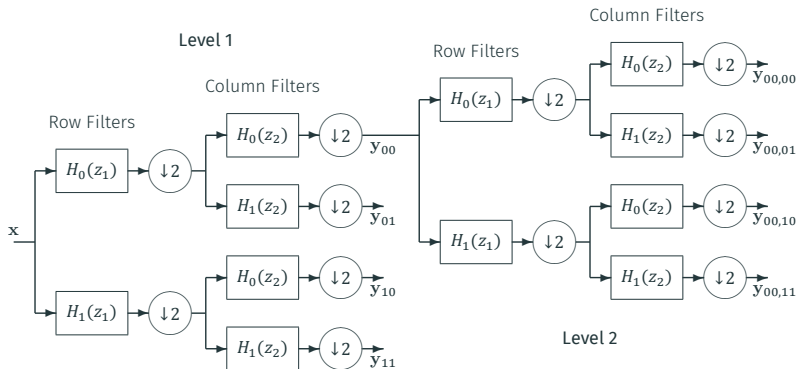 Level 1
Row Filters
Column Filters
x
H₀(z₁)
↓2
H₀(z₂)
↓2
y₀₀
H₁(z₂)
↓2
y₀₁
H₁(z₁)
↓2
H₀(z₂)
↓2
y₁₀
H₁(z₂)
↓2
y₁₁
Row Filters
Column Filters
H₀(z₁)
↓2
H₀(z₂)
↓2
y₀₀,₀₀
H₁(z₂)
↓2
y₀₀,₀₁
H₁(z₁)
↓2
H₀(z₂)
↓2
y₀₀,₁₀
H₁(z₂)
↓2
y₀₀,₁₁
Level 2